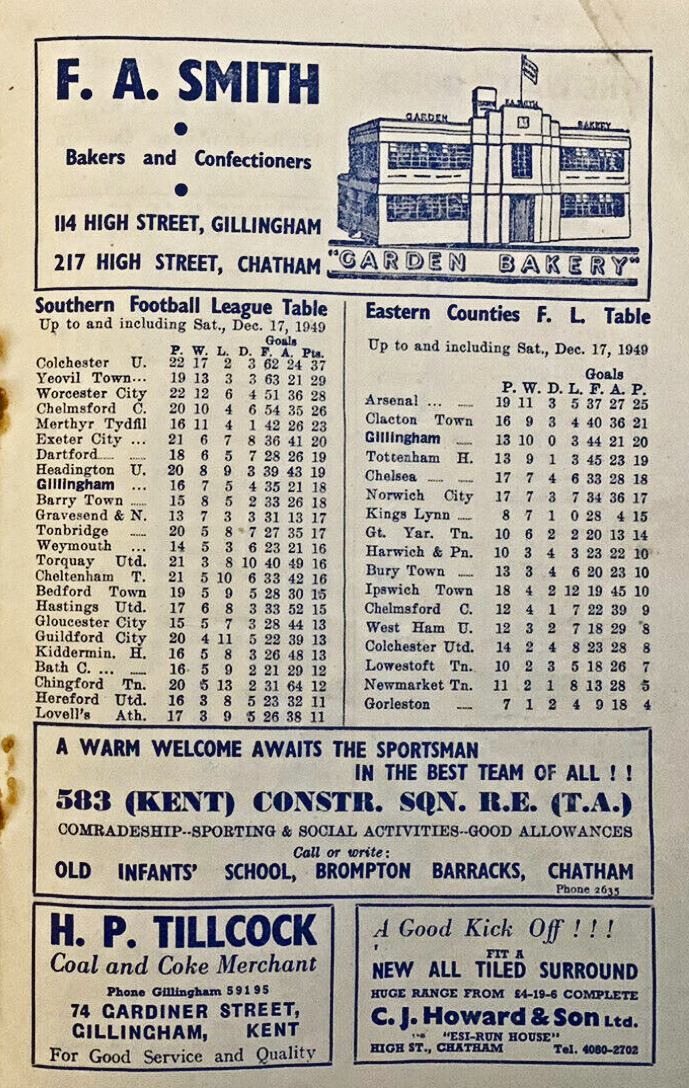 F. A. SMITH
Bakers and Confectioners
114 HIGH STREET, GILLINGHAM
217 HIGH STREET, CHATHAM
GARDEN
F.A. SMITH
BAKERY
"GARDEN BAKERY"
Southern Football League Table
Up to and including Sat., Dec. 17, 1949
Goals
P. W. L. D. F. A. Pts.
Colchester U. 22 17 2 3 62 24 37
Yeovil Town... 19 13 3 3 63 21 29
Worcester City 22 12 6 4 51 36 28
Chelmsford C. 20 10 4 6 54 35 26
Merthyr Tydfil 16 11 4 1 42 26 23
Exeter City ... 21 6 7 8 36 41 20
Dartford...... ...... 18 6 5 7 28 26 19
Headington U. 20 8 9 3 39 43 19
Gillingham ... 16 7 5 4 35 21 18
Barry Town ...... 15 8 5 2 33 26 18
Gravesend & N. 13 7 3 3 31 13 17
Tonbridge ...... 20 5 8 7 27 35 17
Weymouth ... 14 5 3 6 23 21 16
Torquay Utd. 21 3 8 10 40 49 16
Cheltenham T. 21 5 10 6 33 42 16
Bedford Town 19 5 9 5 28 30 15
Hastings Utd. 17 6 8 3 33 52 15
Gloucester City 15 5 7 3 28 44 13
Guildford City 20 4 11 5 22 39 13
Kiddermin. H. 16 5 8 3 26 48 13
Bath C. ... ...... 16 5 9 2 21 29 12
Chingford Tn. 20 5 13 2 31 64 12
Hereford Utd. 16 3 8 5 23 32 11
Lovell's Ath. 17 3 9 5 26 38 11
Eastern Counties F. L. Table
Up to and including Sat., Dec. 17, 1949
Goals
P. W. D. L. F. A. P.
Arsenal ... ...... 19 11 3 5 37 27 25
Clacton Town 16 9 3 4 40 36 21
Gillingham ...... 13 10 0 3 44 21 20
Tottenham H. 13 9 1 3 45 23 19
Chelsea ...... ...... 17 7 4 6 33 28 18
Norwich City 17 7 3 7 34 36 17
Kings Lynn ...... 8 7 1 0 28 4 15
Gt. Yar. Tn. 10 6 2 2 20 13 14
Harwich & Pn. 10 3 4 3 23 22 10
Bury Town ...... 13 3 4 6 20 23 10
Ipswich Town 18 4 2 12 19 45 10
Chelmsford C. 12 4 1 7 22 39 9
West Ham U. 12 3 2 7 18 29 8
Colchester Utd. 14 2 4 8 23 28 8
Lowestoft Tn. 10 2 3 5 18 26 7
Newmarket Tn. 11 2 1 8 13 28 5
Gorleston ...... 7 1 2 4 9 18 4
A WARM WELCOME AWAITS THE SPORTSMAN
IN THE BEST TEAM OF ALL ! !
583 (KENT) CONSTR. SQN. R.E. (T.A.)
COMRADESHIP--SPORTING & SOCIAL ACTIVITIES--GOOD ALLOWANCES
Call or write:
OLD INFANTS' SCHOOL, BROMPTON BARRACKS, CHATHAM
Phone 2635
H. P. TILLCOCK
Coal and Coke Merchant
Phone Gillingham 59195
74 GARDINER STREET,
GILLINGHAM, KENT
For Good Service and Quality
A Good Kick Off ! ! !
FIT A
NEW ALL TILED SURROUND
HUGE RANGE FROM £4-19-6 COMPLETE
C. J. Howard & Son Ltd.
"ESI-RUN HOUSE"
HIGH ST., CHATHAM Tel. 4080-2702